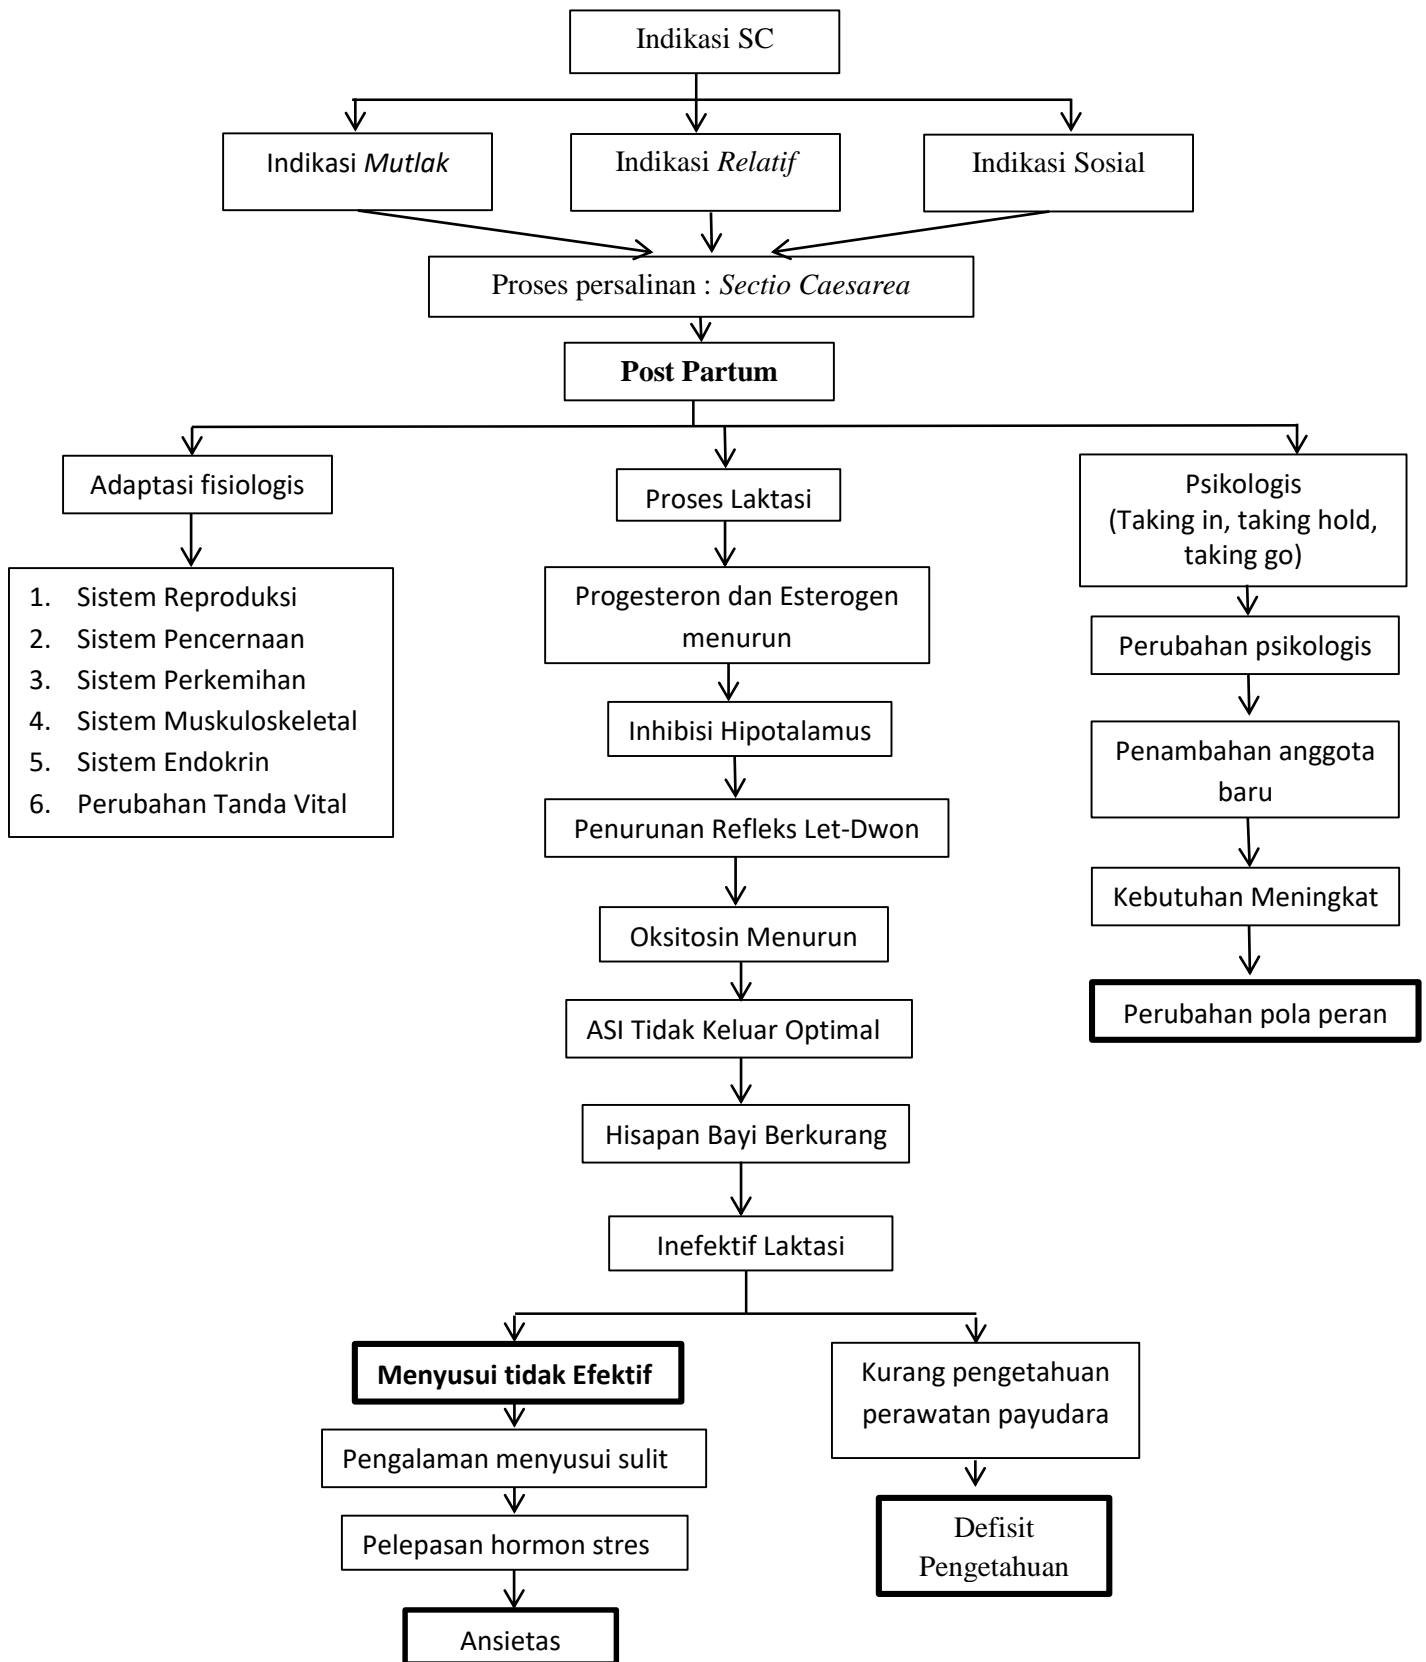 Indikasi SC
Indikasi Mutlak
Indikasi Relatif
Indikasi Sosial
Proses persalinan : Sectio Caesarea
Post Partum
Adaptasi fisiologis
1. Sistem Reproduksi
2. Sistem Pencernaan
3. Sistem Perkemihan
4. Sistem Muskuloskeletal
5. Sistem Endokrin
6. Perubahan Tanda Vital
Proses Laktasi
Progesteron dan Esterogen
menurun
Inhibisi Hipotalamus
Penurunan Refleks Let-Dwon
Oksitosin Menurun
ASI Tidak Keluar Optimal
Hisapan Bayi Berkurang
Inefektif Laktasi
Menyusui tidak Efektif
Pengalaman menyusui sulit
Pelepasan hormon stres
Ansietas
Kurang pengetahuan
perawatan payudara
Defisit
Pengetahuan
Psikologis
(Taking in, taking hold,
taking go)
Perubahan psikologis
Penambahan anggota
baru
Kebutuhan Meningkat
Perubahan pola peran